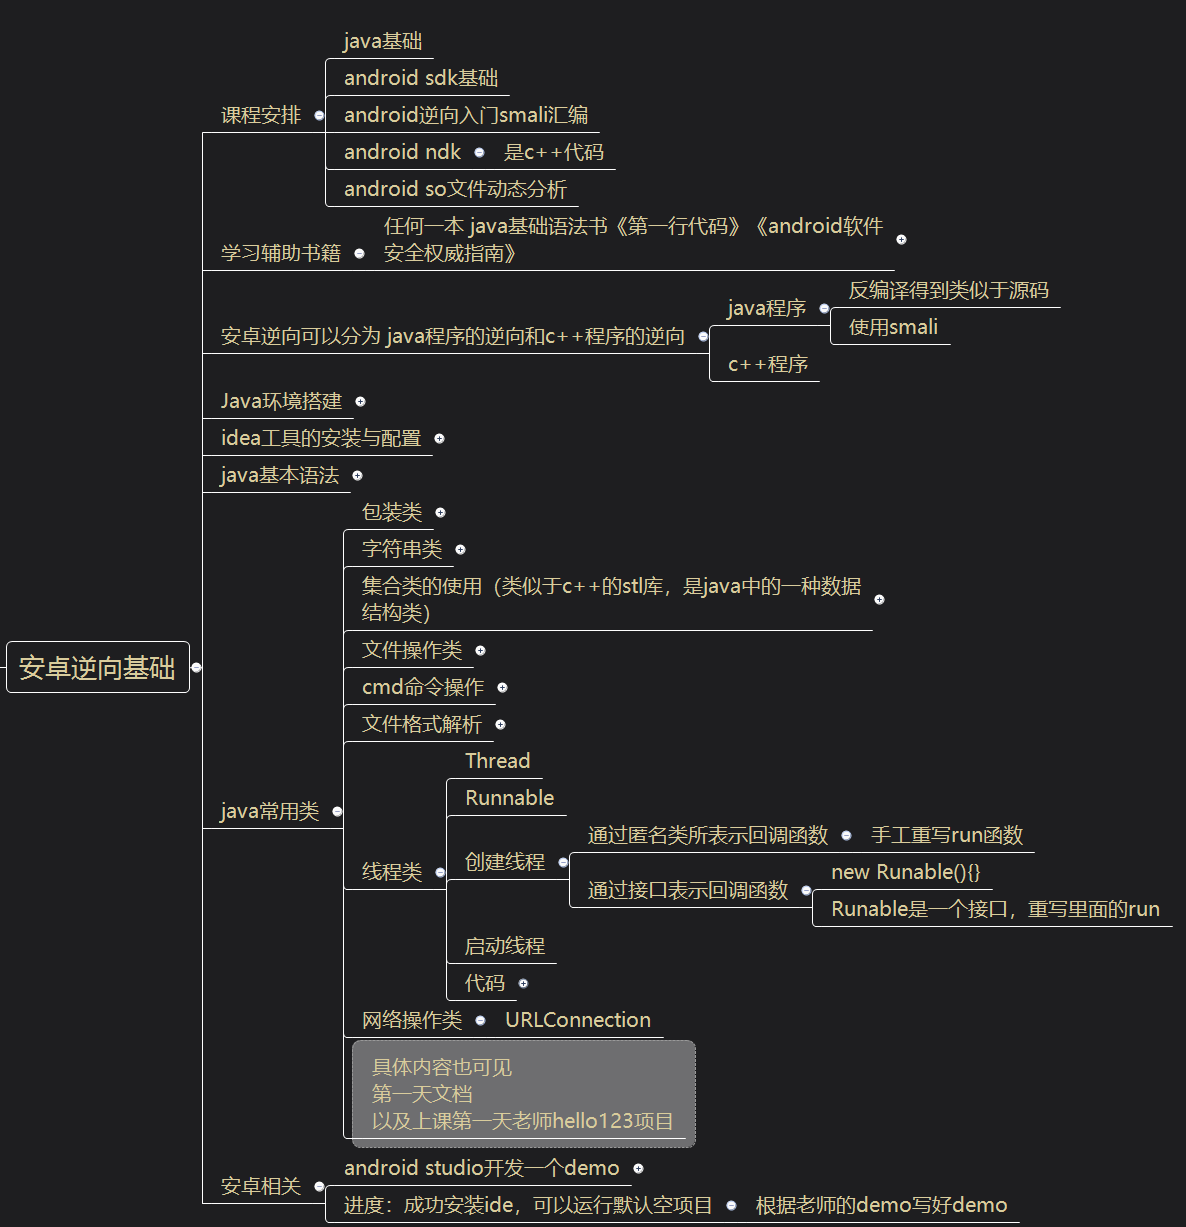 java基础
android sdk基础
课程安排
android逆向入门smali汇编
android ndk
是c++代码
android so文件动态分析
学习辅助书籍
任何一本 java基础语法书《第一行代码》《android软件
安全权威指南》
安卓逆向可以分为 java程序的逆向和c++程序的逆向
java程序
反编译得到类似于源码
使用smali
c++程序
Java环境搭建
idea工具的安装与配置
java基本语法
安卓逆向基础
java常用类
包装类
字符串类
集合类的使用（类似于c++的stl库，是java中的一种数据
结构类）
文件操作类
cmd命令操作
文件格式解析
线程类
Thread
Runnable
创建线程
通过匿名类所表示回调函数
手工重写run函数
通过接口表示回调函数
new Runable(){}
Runable是一个接口，重写里面的run
启动线程
代码
网络操作类
URLConnection
具体内容也可见
第一天文档
以及上课第一天老师hello123项目
安卓相关
android studio开发一个demo
进度：成功安装ide，可以运行默认空项目
根据老师的demo写好demo